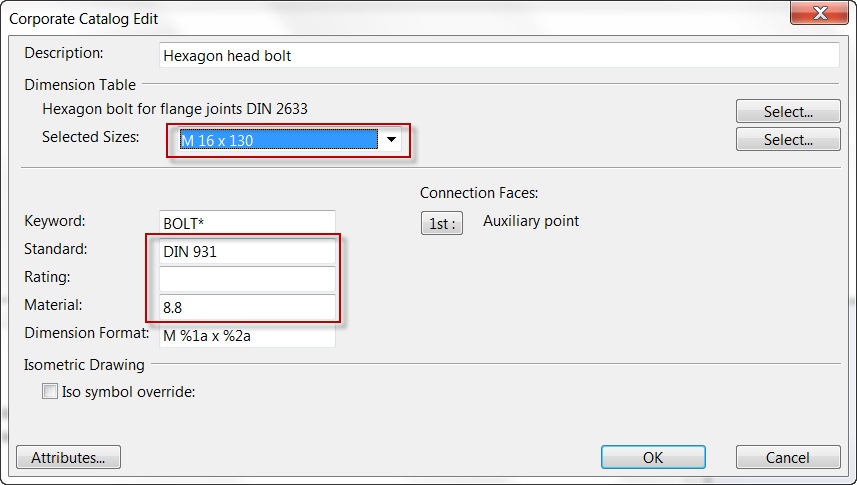 Corporate Catalog Edit
Description: Hexagon head bolt
Dimension Table
Hexagon bolt for flange joints DIN 2633 Select...
Selected Sizes: M 16 x 130 Select...
Connection Faces:
Keyword: BOLT* 1st : Auxiliary point
Standard: DIN 931
Rating:
Material: 8.8
Dimension Format: M %1a x %2a
Isometric Drawing
Iso symbol override:
Attributes... OK Cancel